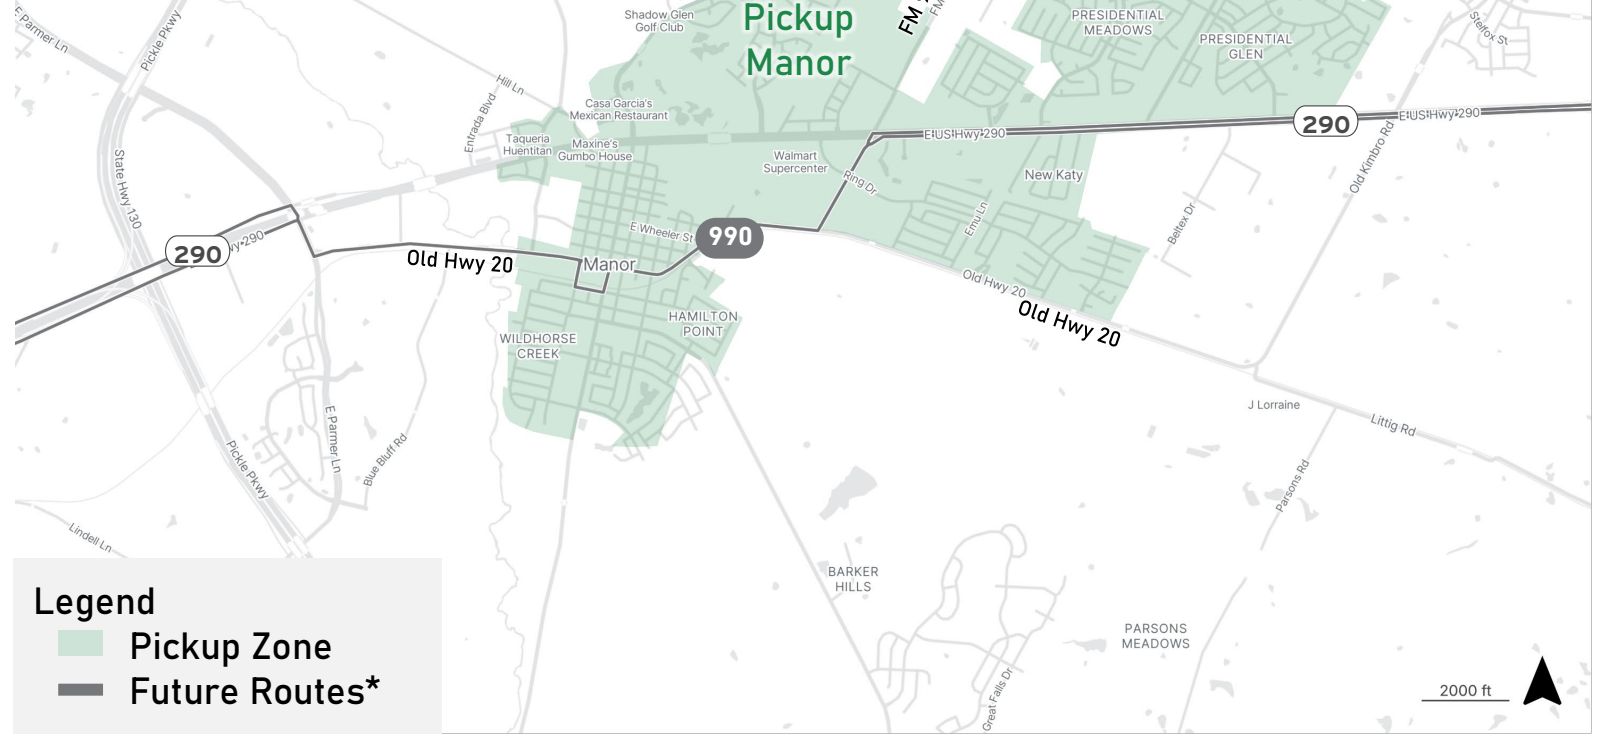 E Parmer Ln
Pickle Pkwy
Shadow Glen
Golf Club
Pickup
Manor
FM
FM
PRESIDENTIAL
MEADOWS
PRESIDENTIAL
GLEN
Stelfox St
Hill Ln
Entrada Blvd
Casa Garcia's
Mexican Restaurant
Taqueria
Huentitan
Maxine's
Gumbo House
Walmart
Supercenter
E US Hwy 290
290
E US Hwy 290
Old Kimbro Rd
State Hwy 130
Ring Dr
New Katy
Emu Ln
Beltex Dr
E Wheeler St
990
290
Old Hwy 20
Manor
Old Hwy 20
Old Hwy 20
HAMILTON
POINT
WILDHORSE
CREEK
J Lorraine
Littig Rd
E Parmer Ln
Blue Bluff Rd
Pickle Pkwy
Parsons Rd
Lindell Ln
BARKER
HILLS
PARSONS
MEADOWS
Great Falls Dr
2000 ft
Legend
Pickup Zone
Future Routes*